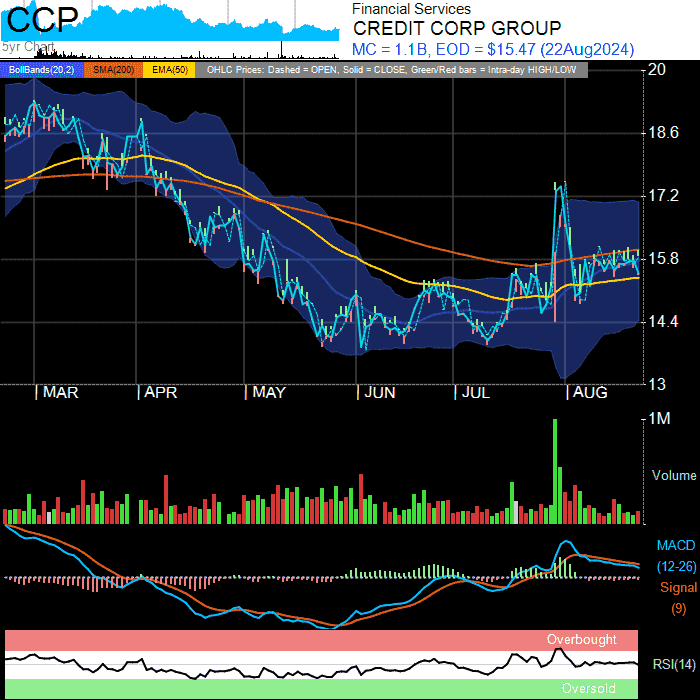 CCP
5yr Chart
Financial Services
CREDIT CORP GROUP
MC = 1.1B, EOD = $15.47 (22Aug2024)
BollBands(20,2) SMA(200) EMA(50) OHLC Prices: Dashed = OPEN, Solid = CLOSE, Green/Red bars = Intra-day HIGH/LOW
20
18.6
17.2
15.8
14.4
13
| MAR | APR | MAY | JUN | JUL | AUG
1M
Volume
MACD
(12-26)
Signal
(9)
Overbought
RSI(14)
Oversold